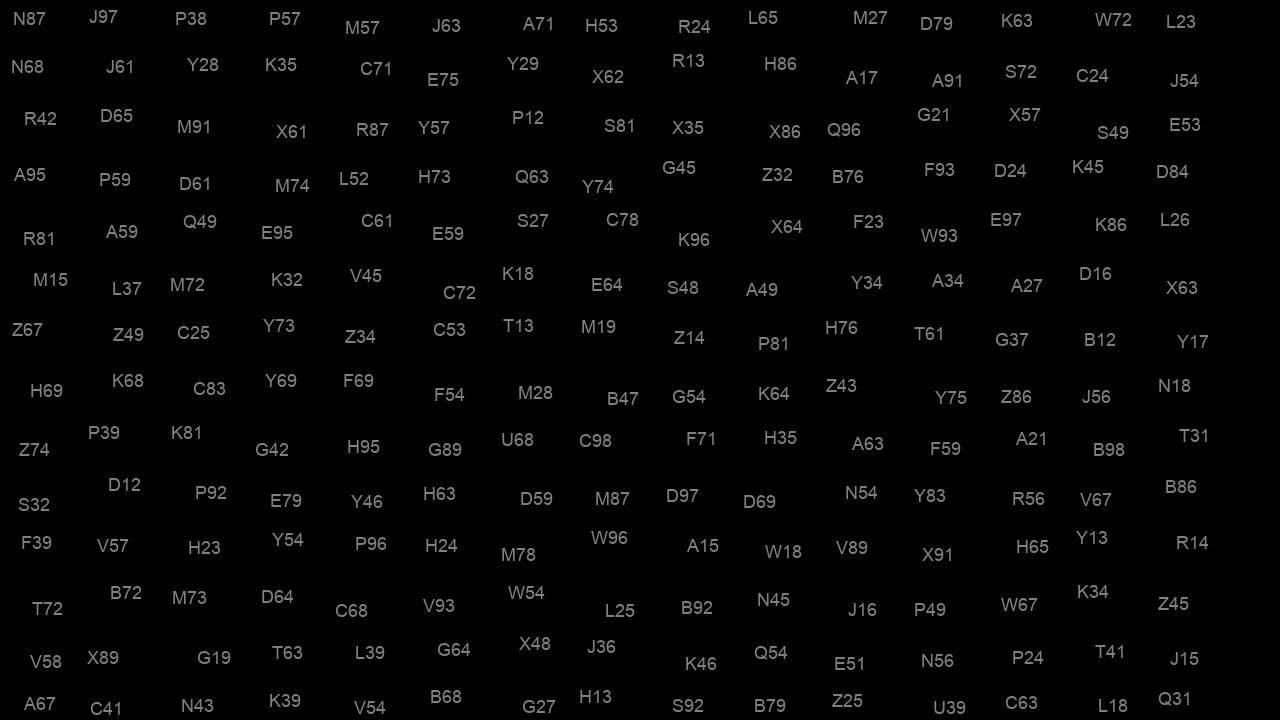 N87 J97 P38 P57 M57 J63 A71 H53 R24 L65 M27 D79 K63 W72 L23
N68 J61 Y28 K35 C71 E75 Y29 X62 R13 H86 A17 A91 S72 C24 J54
R42 D65 M91 X61 R87 Y57 P12 S81 X35 X86 Q96 G21 X57 S49 E53
A95 P59 D61 M74 L52 H73 Q63 Y74 G45 Z32 B76 F93 D24 K45 D84
R81 A59 Q49 E95 C61 E59 S27 C78 K96 X64 F23 W93 E97 K86 L26
M15 L37 M72 K32 V45 C72 K18 E64 S48 A49 Y34 A34 A27 D16 X63
Z67 Z49 C25 Y73 Z34 C53 T13 M19 Z14 P81 H76 T61 G37 B12 Y17
H69 K68 C83 Y69 F69 F54 M28 B47 G54 K64 Z43 Y75 Z86 J56 N18
Z74 P39 K81 G42 H95 G89 U68 C98 F71 H35 A63 F59 A21 B98 T31
S32 D12 P92 E79 Y46 H63 D59 M87 D97 D69 N54 Y83 R56 V67 B86
F39 V57 H23 Y54 P96 H24 M78 W96 A15 W18 V89 X91 H65 Y13 R14
T72 B72 M73 D64 C68 V93 W54 L25 B92 N45 J16 P49 W67 K34 Z45
V58 X89 G19 T63 L39 G64 X48 J36 K46 Q54 E51 N56 P24 T41 J15
A67 C41 N43 K39 V54 B68 G27 H13 S92 B79 Z25 U39 C63 L18 Q31